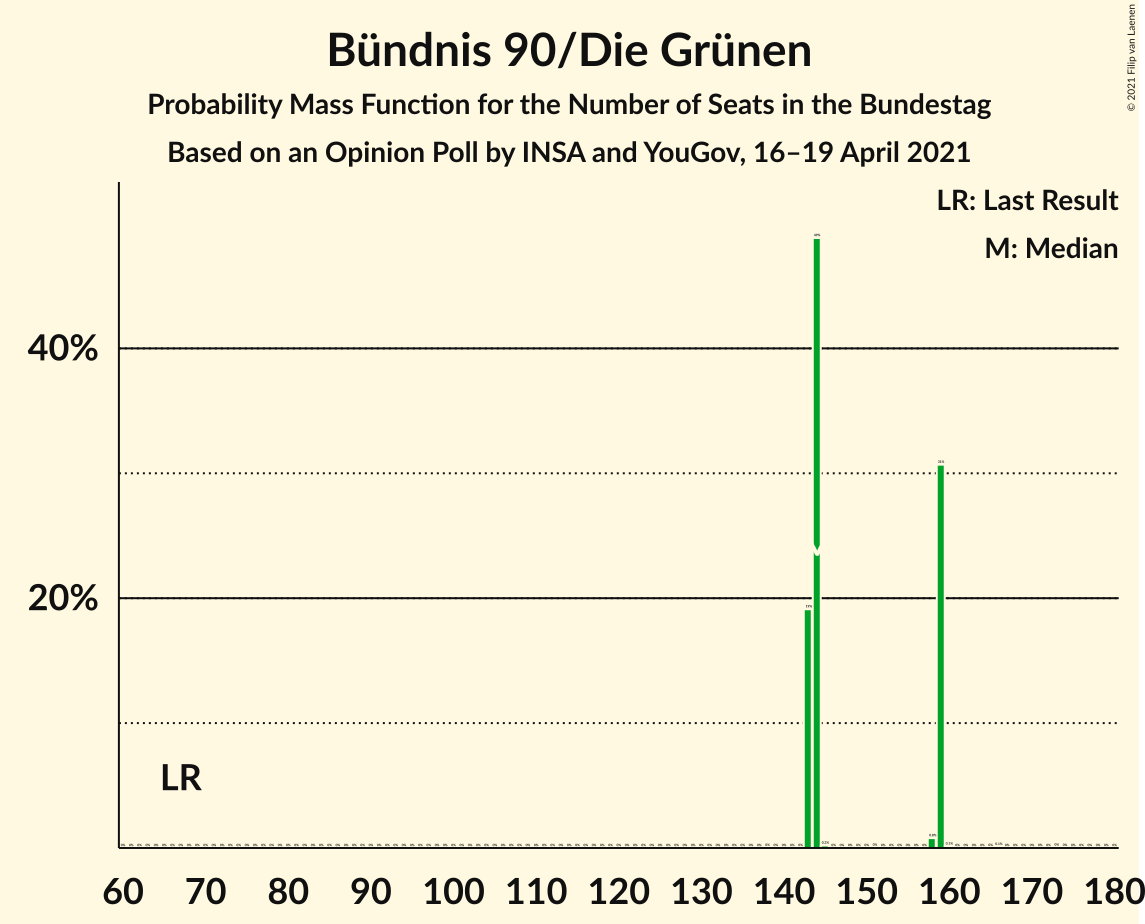 Bündnis 90/Die Grünen
Probability Mass Function for the Number of Seats in the Bundestag
Based on an Opinion Poll by INSA and YouGov, 16–19 April 2021
© 2021 Filip van Laenen
LR: Last Result
M: Median
40%
20%
LR
60 70 80 90 100 110 120 130 140 150 160 170 180